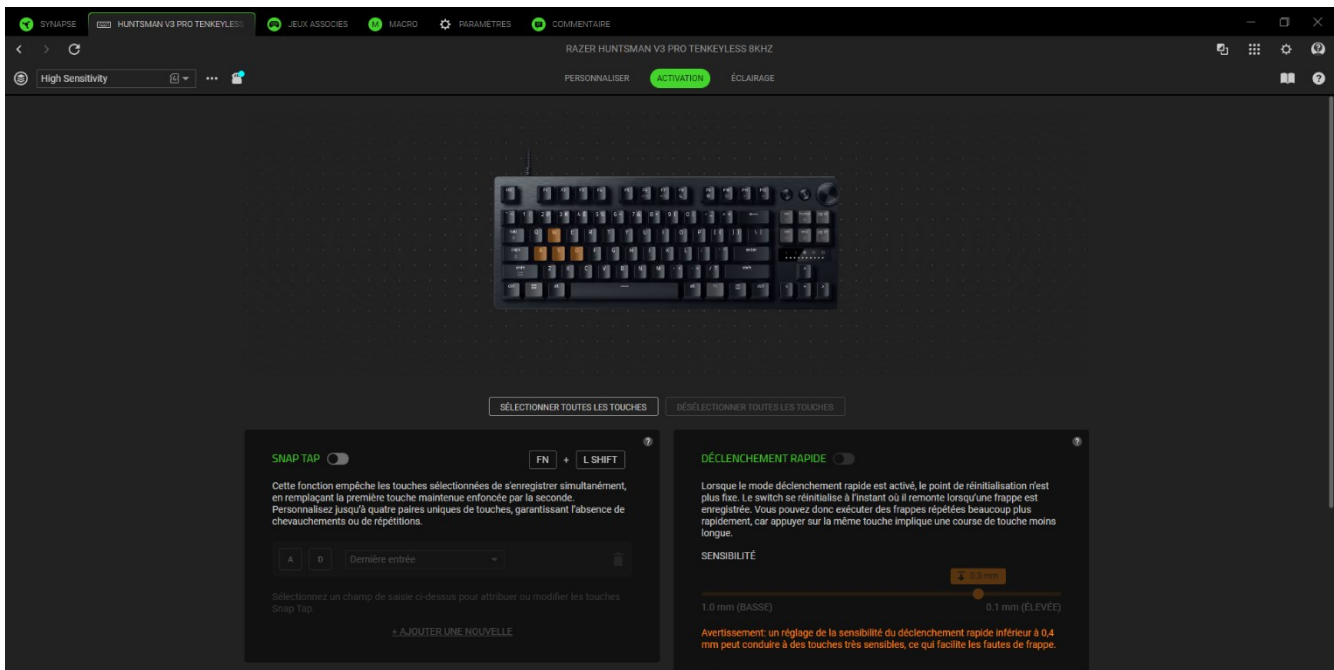 SYNAPSE
HUNTSMAN V3 PRO TENKEYLESS
JEUX ASSOCIÉS
MACRO
PARAMÈTRES
COMMENTAIRE
RAZER HUNTSMAN V3 PRO TENKEYLESS 8KHZ
High Sensitivity
PERSONNALISER
ACTIVATION
ÉCLAIRAGE
SÉLECTIONNER TOUTES LES TOUCHES
DÉSÉLECTIONNER TOUTES LES TOUCHES
SNAP TAP
FN + L SHIFT
Cette fonction empêche les touches sélectionnées de s'enregistrer simultanément,
en remplaçant la première touche maintenue enfoncée par la seconde.
Personnalisez jusqu'à quatre paires uniques de touches, garantissant l'absence de
chevauchements ou de répétitions.
A D Dernière entrée
Sélectionnez un champ de saisie ci-dessus pour attribuer ou modifier les touches
Snap Tap.
+ AJOUTER UNE NOUVELLE
DÉCLENCHEMENT RAPIDE
Lorsque le mode déclenchement rapide est activé, le point de réinitialisation n'est
plus fixe. Le switch se réinitialise à l'instant où il remonte lorsqu'une frappe est
enregistrée. Vous pouvez donc exécuter des frappes répétées beaucoup plus
rapidement, car appuyer sur la même touche implique une course de touche moins
longue.
SENSIBILITÉ
0.3 mm
1.0 mm (BASSE)
0.1 mm (ÉLEVÉE)
Avertissement: un réglage de la sensibilité du déclenchement rapide inférieur à 0,4
mm peut conduire à des touches très sensibles, ce qui facilite les fautes de frappe.